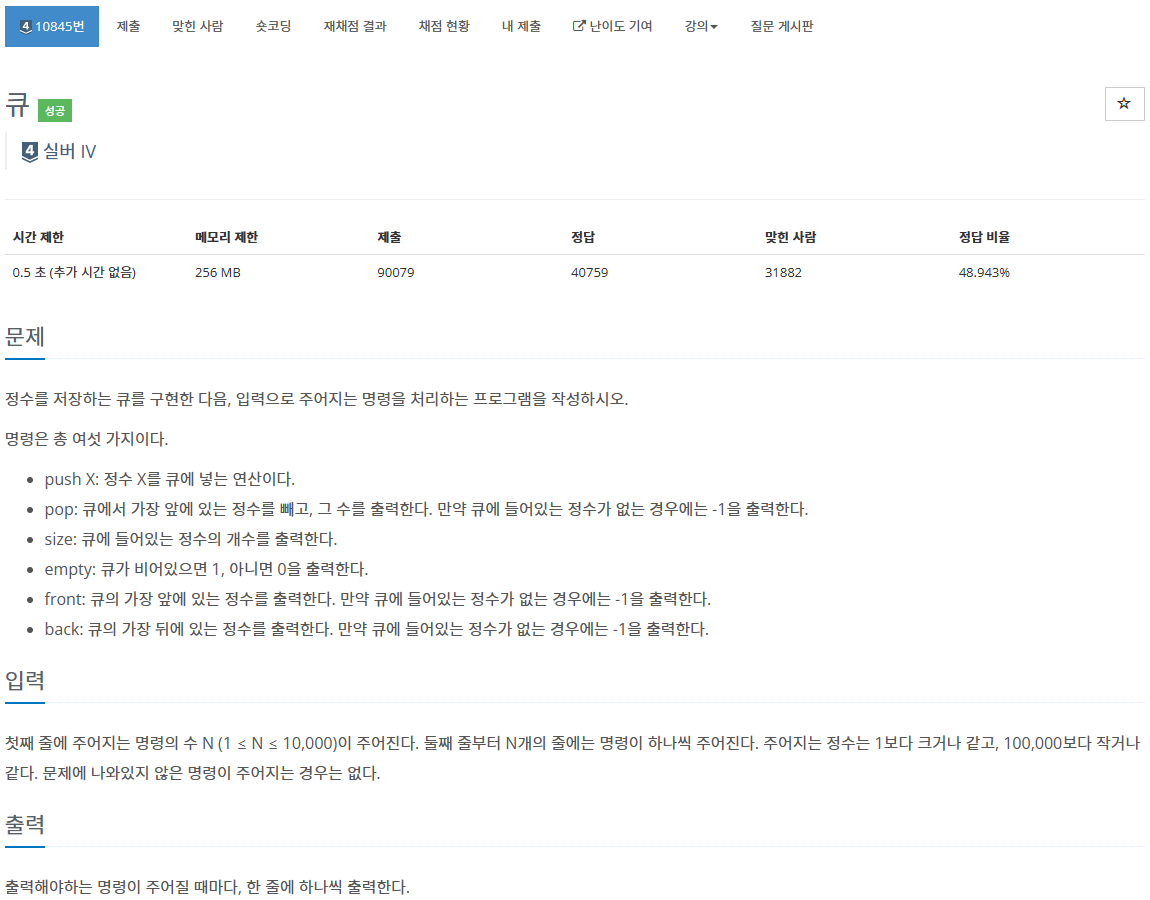 4 10845번 제출 맞힌 사람 숏코딩 재채점 결과 채점 현황 내 제출 난이도 기여 강의 질문 게시판
큐 성공
4 실버 IV
시간 제한 메모리 제한 제출 정답 맞힌 사람 정답 비율
0.5 초 (추가 시간 없음) 256 MB 90079 40759 31882 48.943%
문제
정수를 저장하는 큐를 구현한 다음, 입력으로 주어지는 명령을 처리하는 프로그램을 작성하시오.
명령은 총 여섯 가지이다.
• push X: 정수 X를 큐에 넣는 연산이다.
• pop: 큐에서 가장 앞에 있는 정수를 빼고, 그 수를 출력한다. 만약 큐에 들어있는 정수가 없는 경우에는 -1을 출력한다.
• size: 큐에 들어있는 정수의 개수를 출력한다.
• empty: 큐가 비어있으면 1, 아니면 0을 출력한다.
• front: 큐의 가장 앞에 있는 정수를 출력한다. 만약 큐에 들어있는 정수가 없는 경우에는 -1을 출력한다.
• back: 큐의 가장 뒤에 있는 정수를 출력한다. 만약 큐에 들어있는 정수가 없는 경우에는 -1을 출력한다.
입력
첫째 줄에 주어지는 명령의 수 N (1 ≤ N ≤ 10,000)이 주어진다. 둘째 줄부터 N개의 줄에는 명령이 하나씩 주어진다. 주어지는 정수는 1보다 크거나 같고, 100,000보다 작거나
같다. 문제에 나와있지 않은 명령이 주어지는 경우는 없다.
출력
출력해야하는 명령이 주어질 때마다, 한 줄에 하나씩 출력한다.